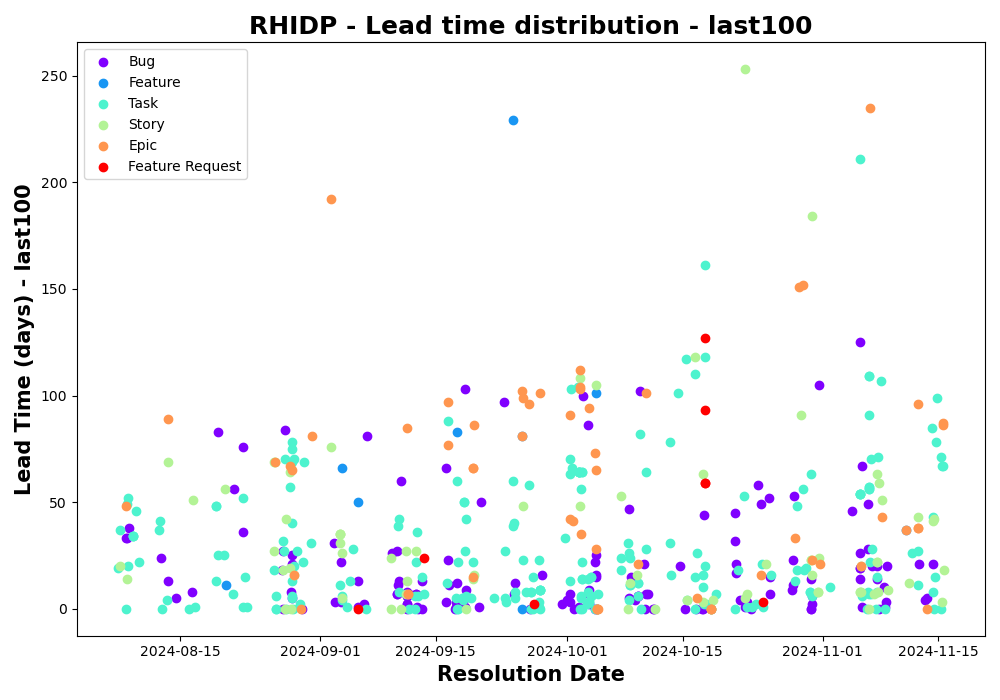 RHIDP - Lead time distribution - last100
Bug
Feature
Task
Story
Epic
Feature Request
Lead Time (days) - last100
250
200
150
100
50
0
2024-08-15
2024-09-01
2024-09-15
2024-10-01
2024-10-15
2024-11-01
2024-11-15
Resolution Date